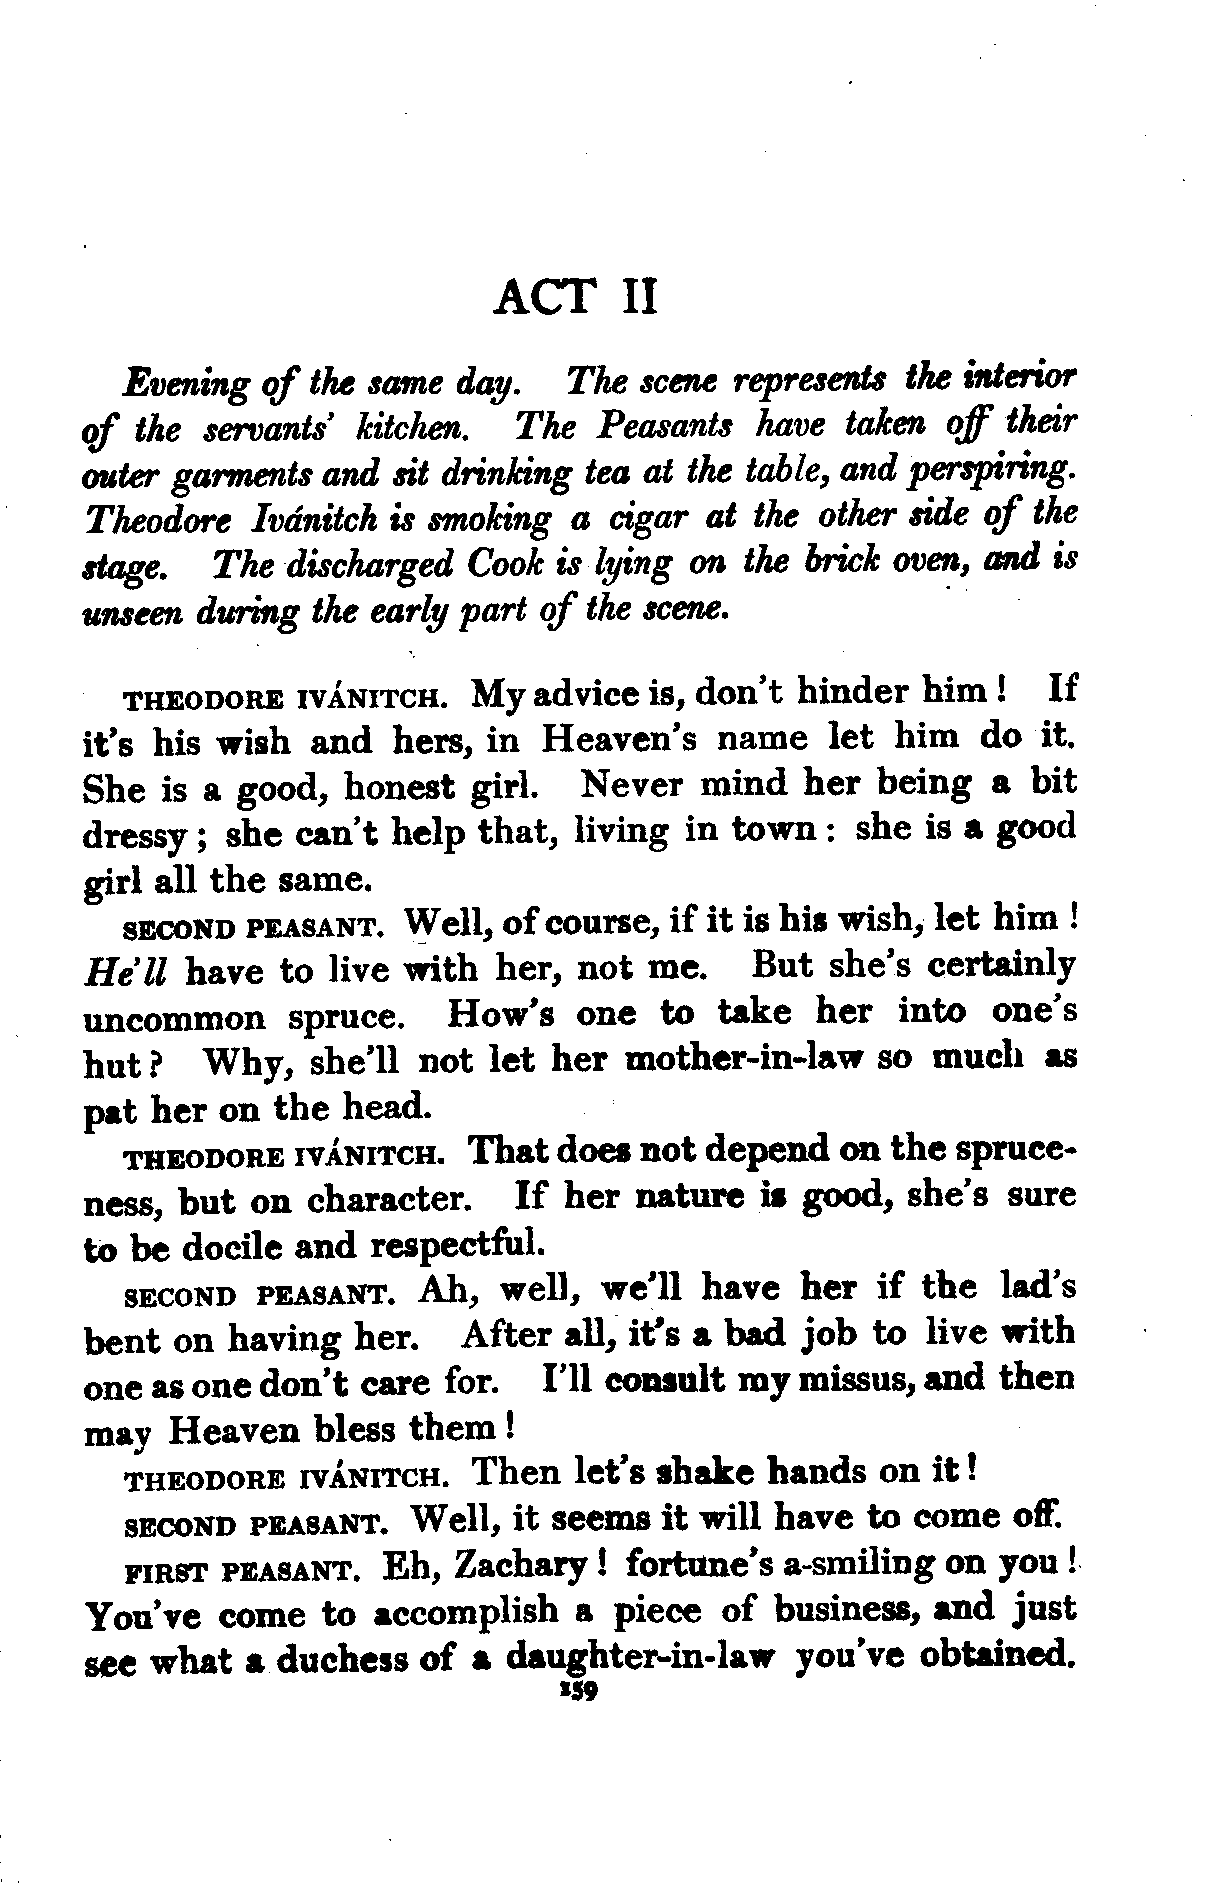 ACT II
Evening of the same day. The scene represents the interior
of the servants' kitchen. The Peasants have taken off their
outer garments and sit drinking tea at the table, and perspiring.
Theodore Ivánitch is smoking a cigar at the other side of the
stage. The discharged Cook is lying on the brick oven, and is
unseen during the early part of the scene.
THEODORE IVÁNITCH. My advice is, don't hinder him! If
it's his wish and hers, in Heaven's name let him do it.
She is a good, honest girl. Never mind her being a bit
dressy; she can't help that, living in town: she is a good
girl all the same.
SECOND PEASANT. Well, of course, if it is his wish, let him!
He'll have to live with her, not me. But she's certainly
uncommon spruce. How's one to take her into one's
hut? Why, she'll not let her mother-in-law so much as
pat her on the head.
THEODORE IVÁNITCH. That does not depend on the spruce-
ness, but on character. If her nature is good, she's sure
to be docile and respectful.
SECOND PEASANT. Ah, well, we'll have her if the lad's
bent on having her. After all, it's a bad job to live with
one as one don't care for. I'll consult my missus, and then
may Heaven bless them!
THEODORE IVÁNITCH. Then let's shake hands on it!
SECOND PEASANT. Well, it seems it will have to come off.
FIRST PEASANT. Eh, Zachary! fortune's a-smiling on you!
You've come to accomplish a piece of business, and just
see what a duchess of a daughter-in-law you've obtained.
159